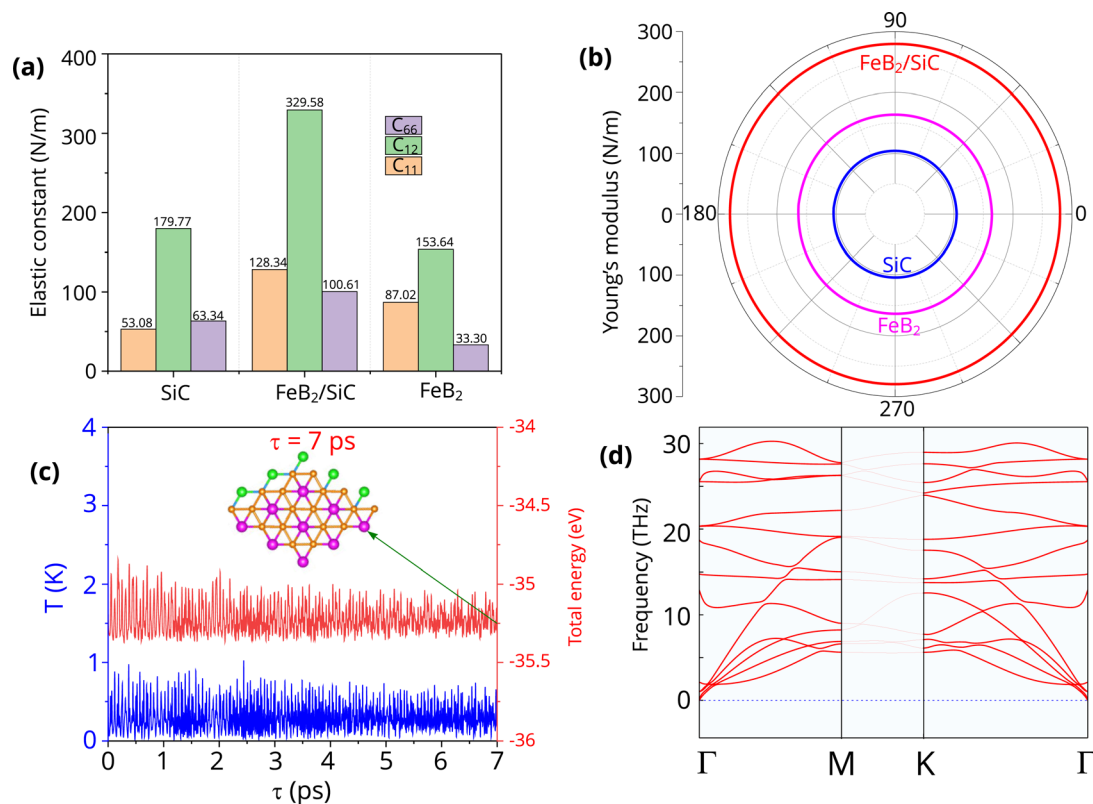 (a)
400
300
200
100
0
Elastic constant (N/m)
53.08
179.77
63.34
128.34
329.58
100.61
87.02
153.64
33.30
C₆₆
C₁₂
C₁₁
SiC
FeB₂/SiC
FeB₂
(b)
300
200
100
0
100
200
300
Young's modulus (N/m)
90
180
0
270
FeB₂/SiC
SiC
FeB₂
(c)
τ = 7 ps
4
3
2
1
0
T (K)
-34
-34.5
-35
-35.5
-36
Total energy (eV)
0 1 2 3 4 5 6 7
τ (ps)
(d)
30
20
10
0
Frequency (THz)
Γ M K Γ